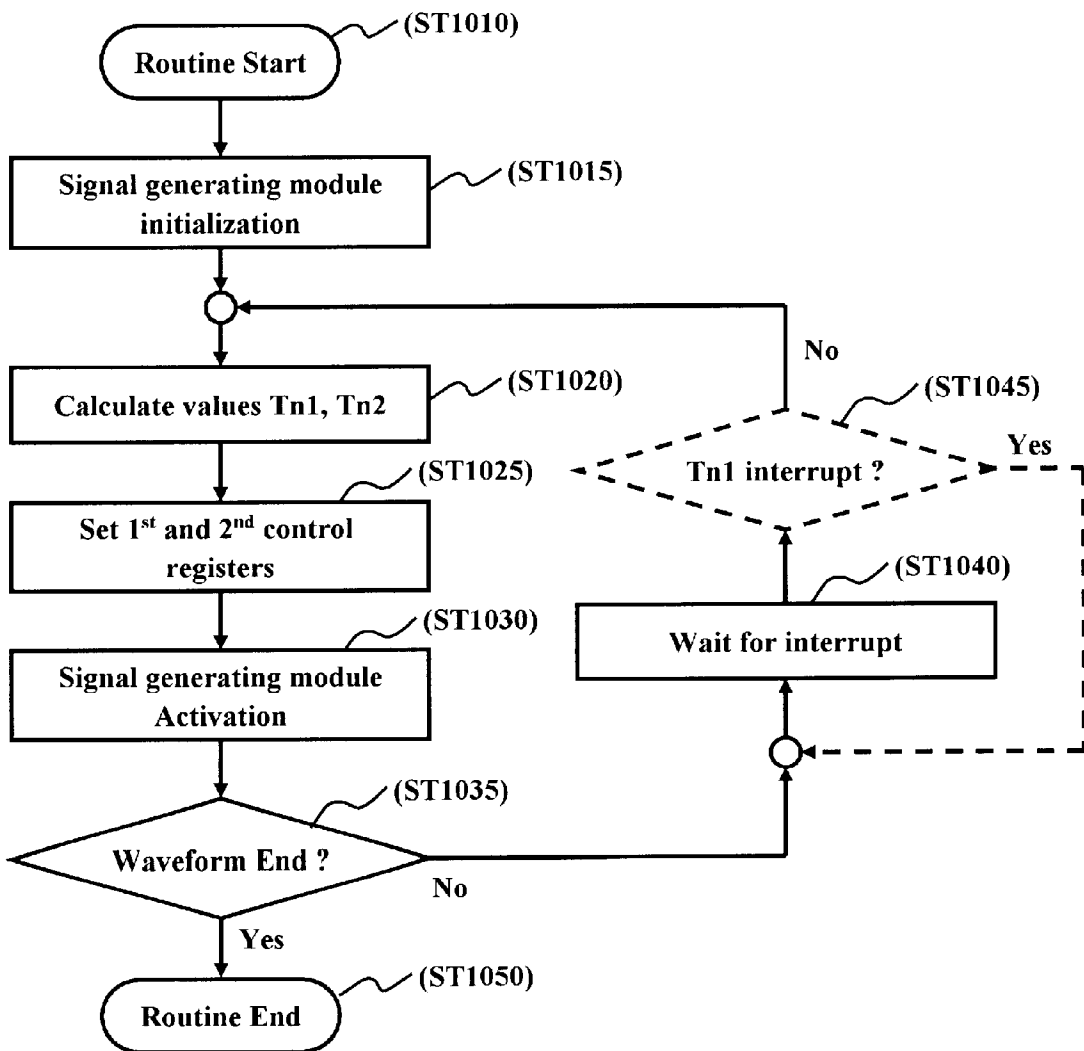 (ST1010)
Routine Start
(ST1015)
Signal generating module
initialization
No
(ST1020)
Calculate values Tn1, Tn2
(ST1045)
Yes
Tn1 interrupt ?
(ST1025)
Set 1st and 2nd control
registers
(ST1040)
Wait for interrupt
(ST1030)
Signal generating module
Activation
(ST1035)
Waveform End ?
No
Yes
(ST1050)
Routine End